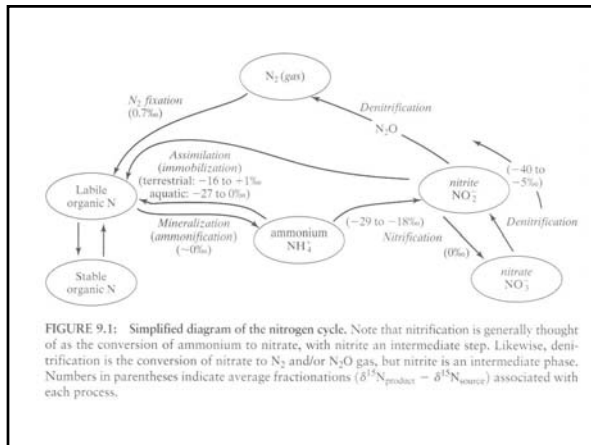 N₂ (gas)
N₂ fixation
(0.7‰)
Denitrification
N₂O
Assimilation
(immobilization)
(terrestrial: −16 to +1‰
aquatic: −27 to 0‰)
(−40 to
−5‰)
Denitrification
Labile
organic N
nitrite
NO₂⁻
Mineralization
(ammonification)
(~0‰)
ammonium
NH₄⁺
(−29 to −18‰)
Nitrification
(0‰)
nitrate
NO₃⁻
Stable
organic N
FIGURE 9.1: Simplified diagram of the nitrogen cycle. Note that nitrification is generally thought
of as the conversion of ammonium to nitrate, with nitrite an intermediate step. Likewise, deni-
trification is the conversion of nitrate to N₂ and/or N₂O gas, but nitrite is an intermediate phase.
Numbers in parentheses indicate average fractionations (δ¹⁵Nproduct − δ¹⁵Nsource) associated with
each process.